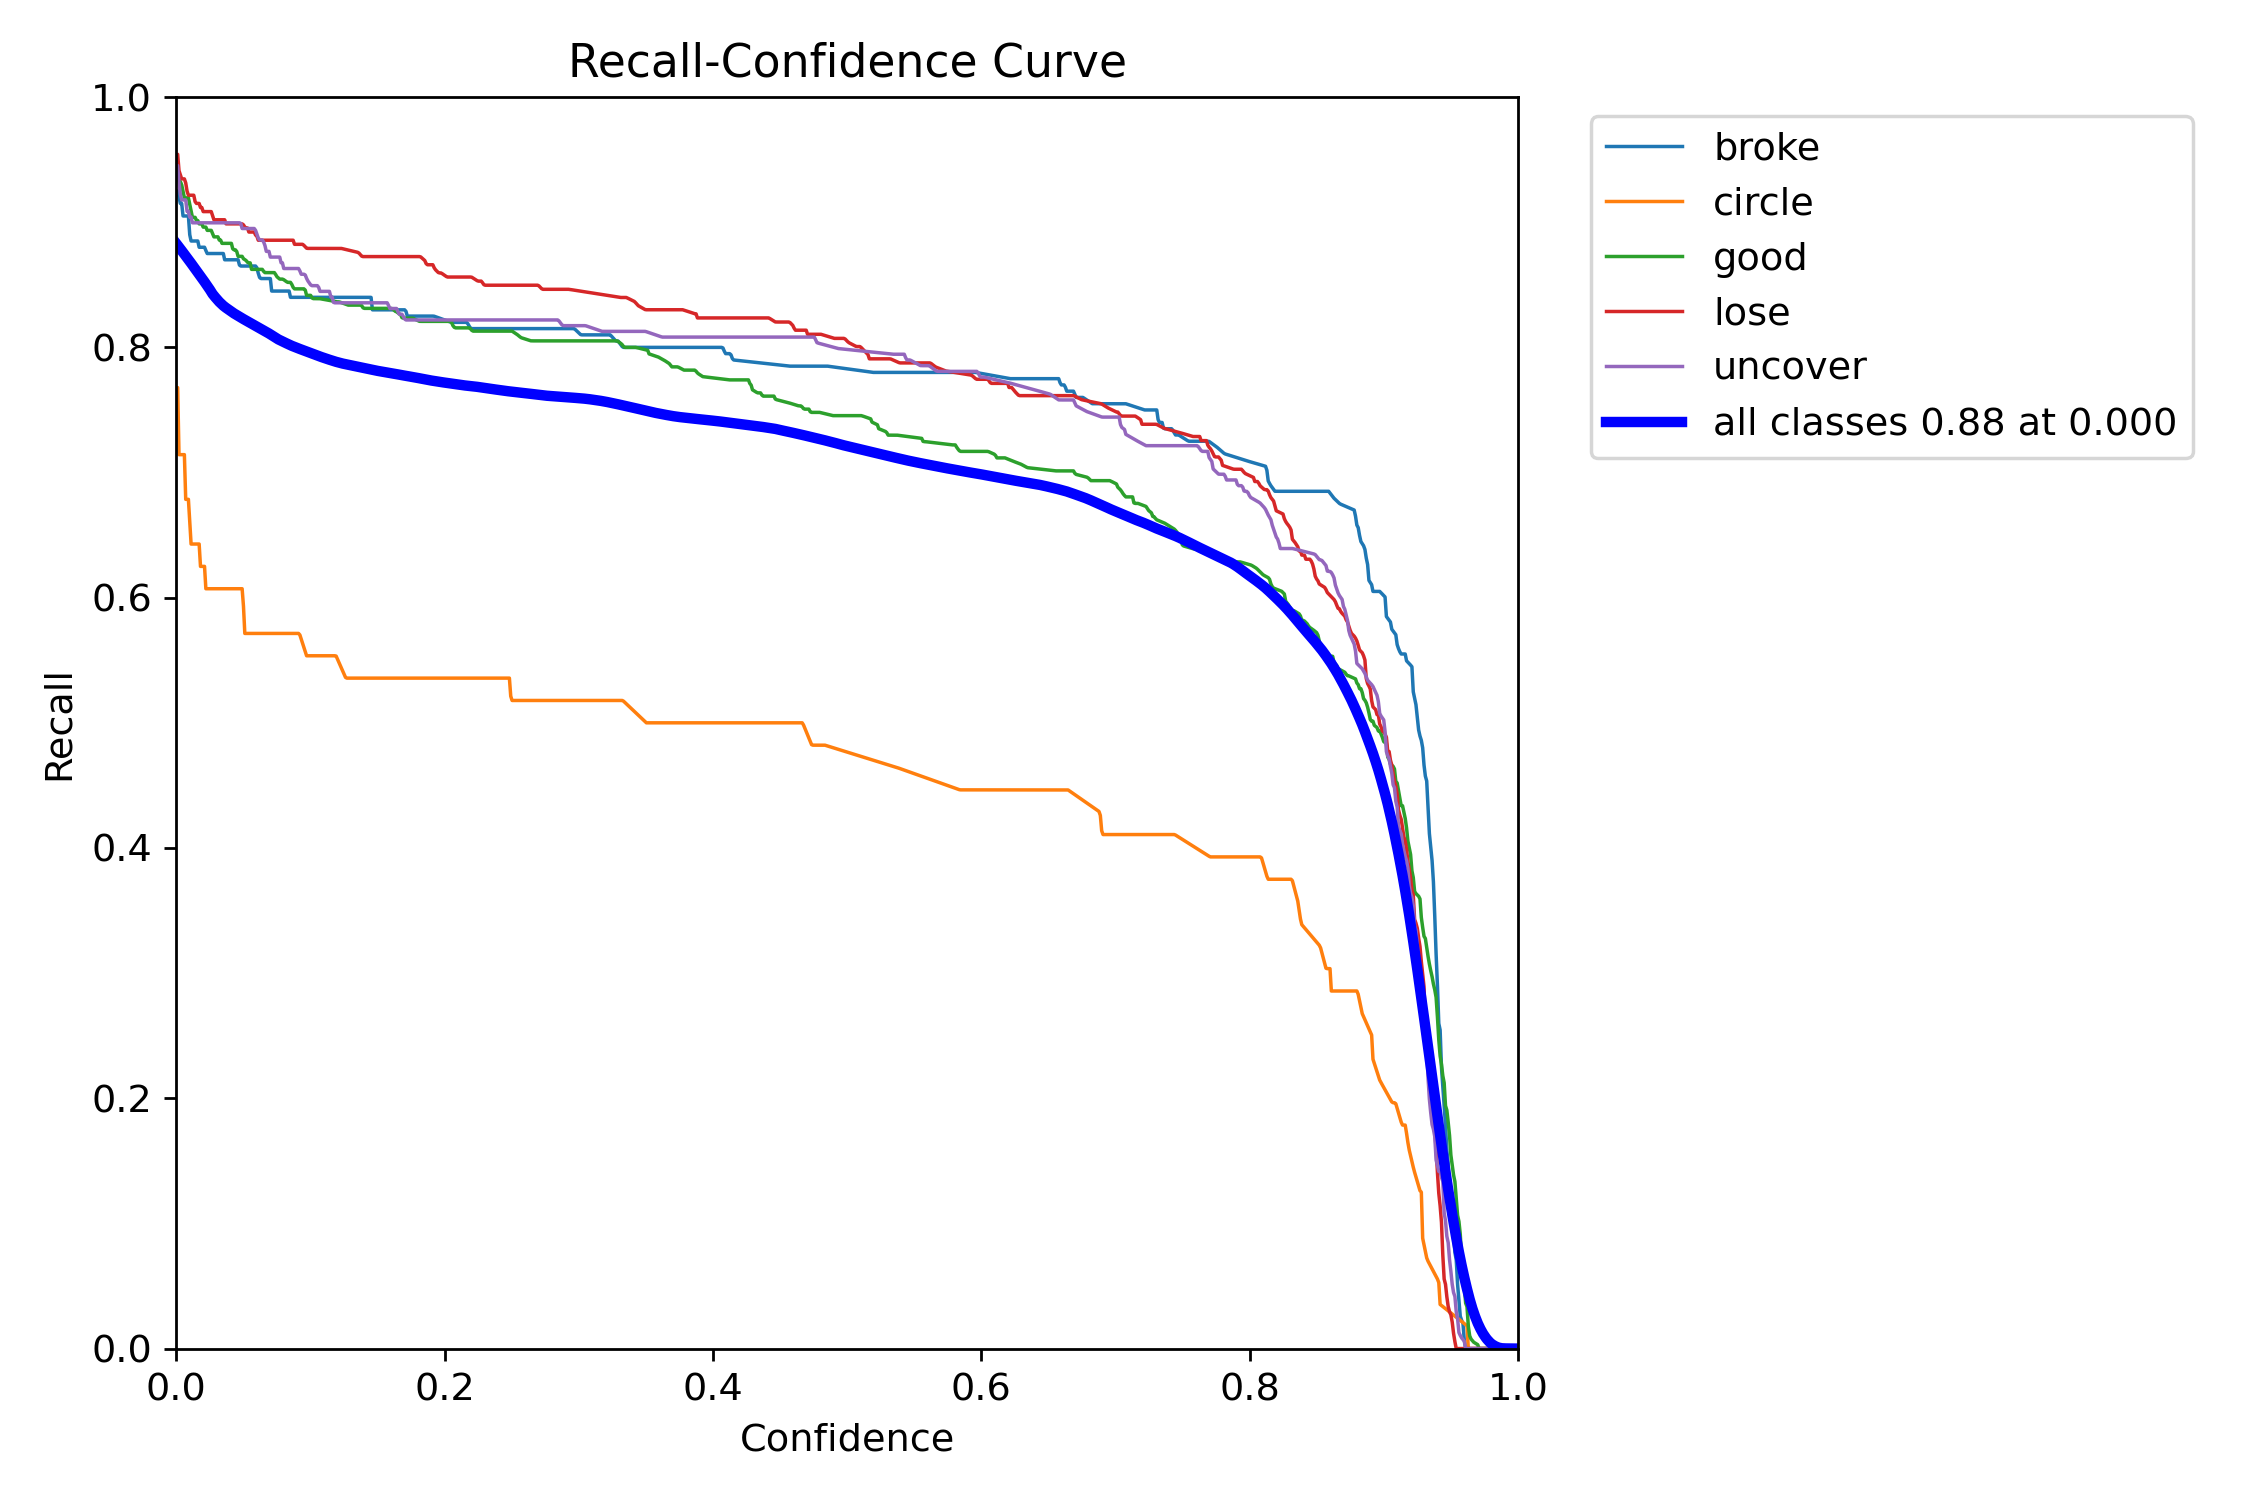 Recall-Confidence Curve
1.0
0.8
0.6
0.4
0.2
0.0
Recall
0.0 0.2 0.4 0.6 0.8 1.0
Confidence
broke
circle
good
lose
uncover
all classes 0.88 at 0.000